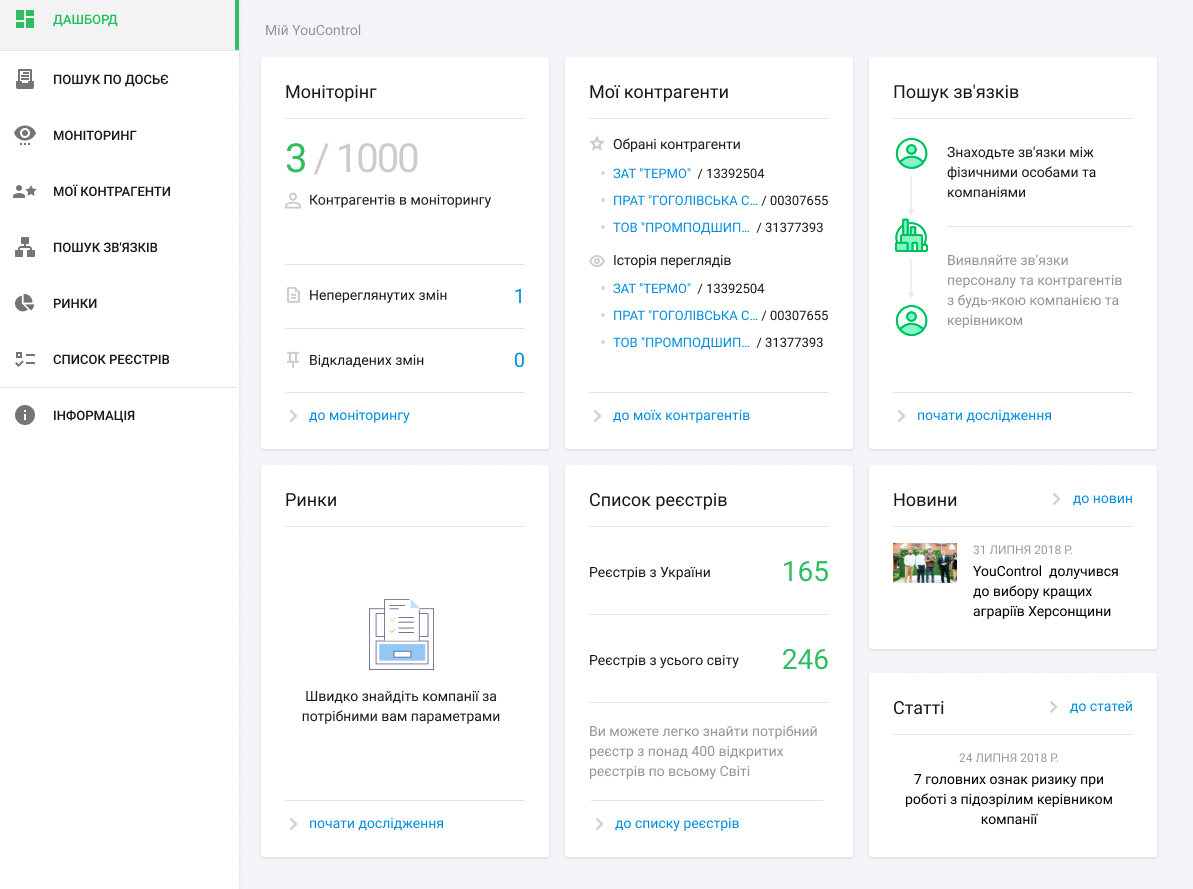 ДАШБОРД
ПОШУК ПО ДОСЬЄ
МОНІТОРИНГ
МОЇ КОНТРАГЕНТИ
ПОШУК ЗВ'ЯЗКІВ
РИНКИ
СПИСОК РЕЄСТРІВ
ІНФОРМАЦІЯ
Мій YouControl
Моніторінг
3 / 1000
Контрагентів в моніторингу
Непереглянутих змін 1
Відкладених змін 0
до моніторингу
Мої контрагенти
Обрані контрагенти
ЗАТ "ТЕРМО" / 13392504
ПРАТ "ГОГОЛІВСЬКА С... / 00307655
ТОВ "ПРОМПОДШИП... / 31377393
Історія переглядів
ЗАТ "ТЕРМО" / 13392504
ПРАТ "ГОГОЛІВСЬКА С... / 00307655
ТОВ "ПРОМПОДШИП... / 31377393
до моїх контрагентів
Пошук зв'язків
Знаходьте зв'язки між
фізичними особами та
компаніями
Виявляйте зв'язки
персоналу та контрагентів
з будь-якою компанією та
керівником
почати дослідження
Ринки
Швидко знайдіть компанії за
потрібними вам параметрами
почати дослідження
Список реєстрів
Реєстрів з України 165
Реєстрів з усього світу 246
Ви можете легко знайти потрібний
реєстр з понад 400 відкритих
реєстрів по всьому Світі
до списку реєстрів
Новини
до новин
31 ЛИПНЯ 2018 Р.
YouControl долучився
до вибору кращих
аграріїв Херсонщини
Статті
до статей
24 ЛИПНЯ 2018 Р.
7 головних ознак ризику при
роботі з підозрілим керівником
компанії